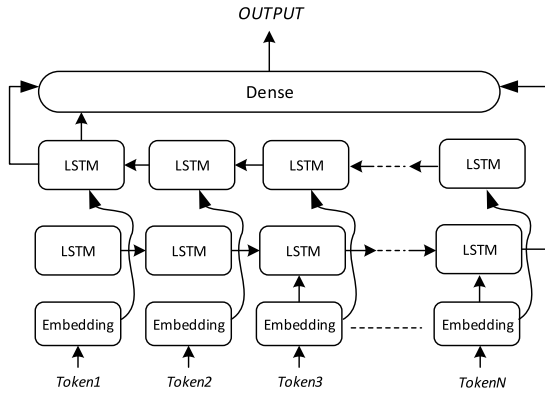 OUTPUT
Dense
LSTM LSTM LSTM LSTM
LSTM LSTM LSTM LSTM
Embedding Embedding Embedding Embedding
Token1 Token2 Token3 TokenN